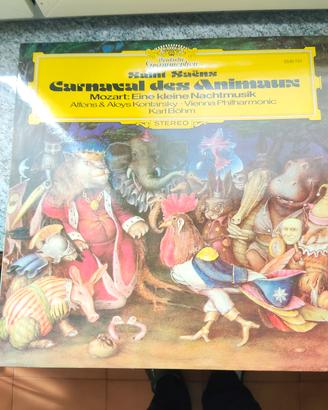 Deutsche
Grammophon
Saint Saëns
Carnaval des Animaux
Mozart: Eine kleine Nachtmusik
Alfons & Aloys Kontarsky · Vienna Philharmonic
Karl Böhm
STEREO